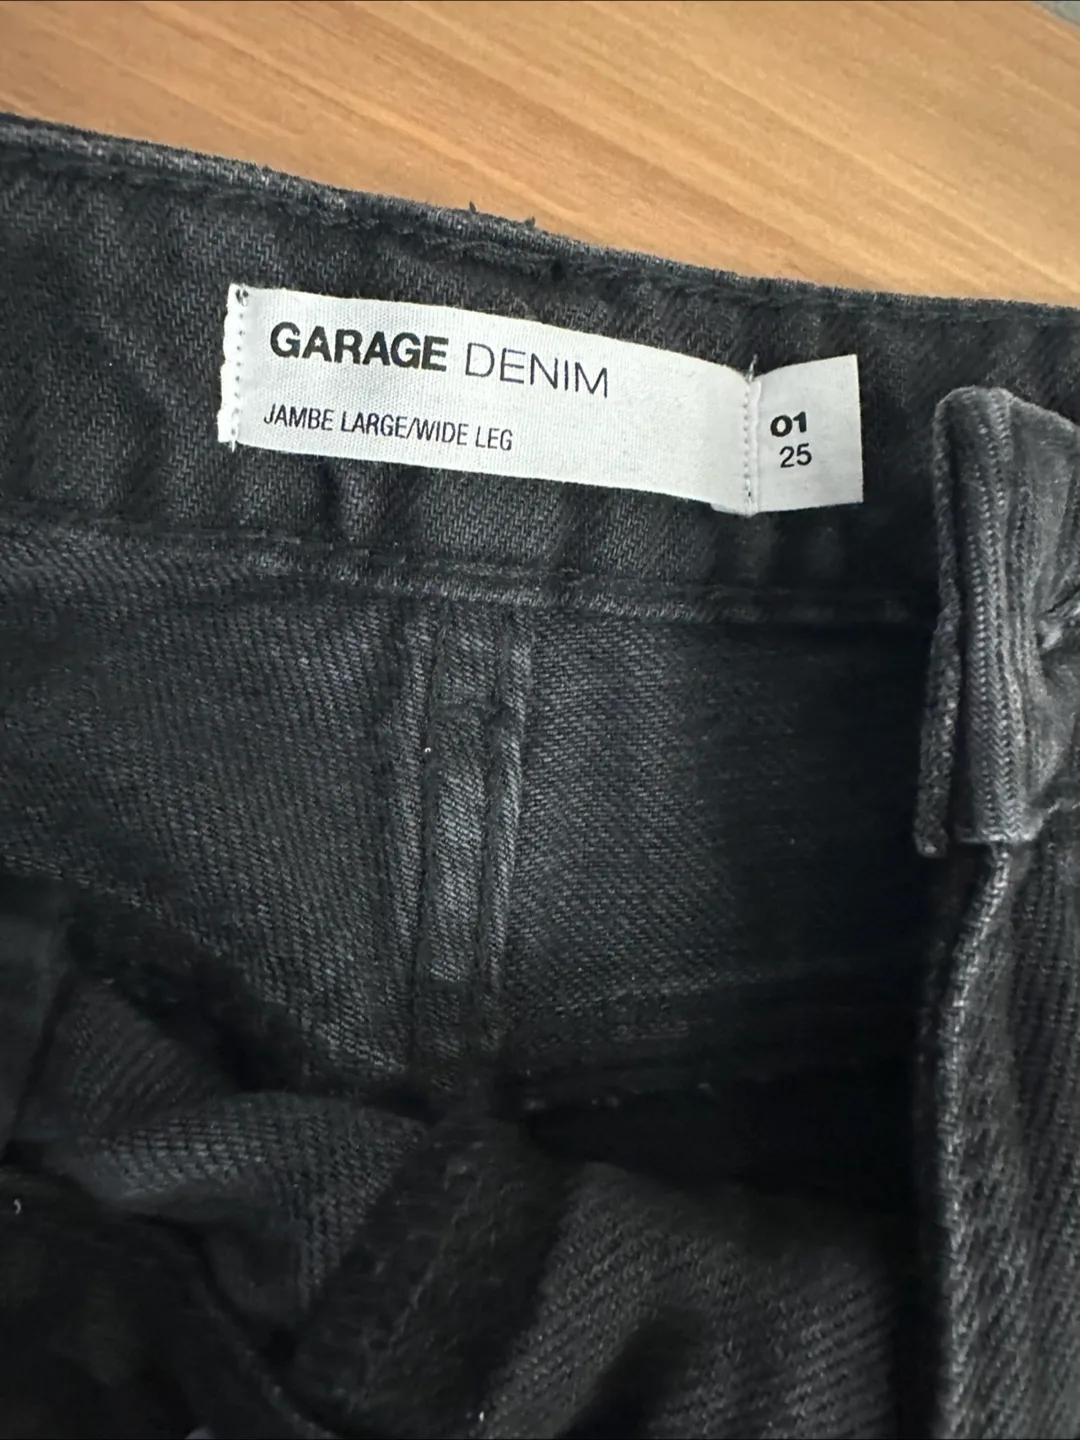 GARAGE DENIM
JAMBE LARGE/WIDE LEG
01
25